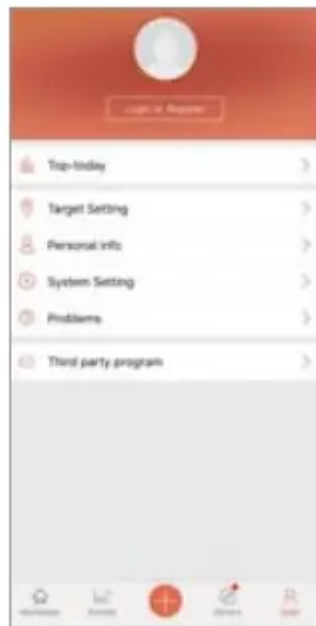 Login or Register
Top-today
Target Setting
Personal info
System Setting
Problems
Third party program